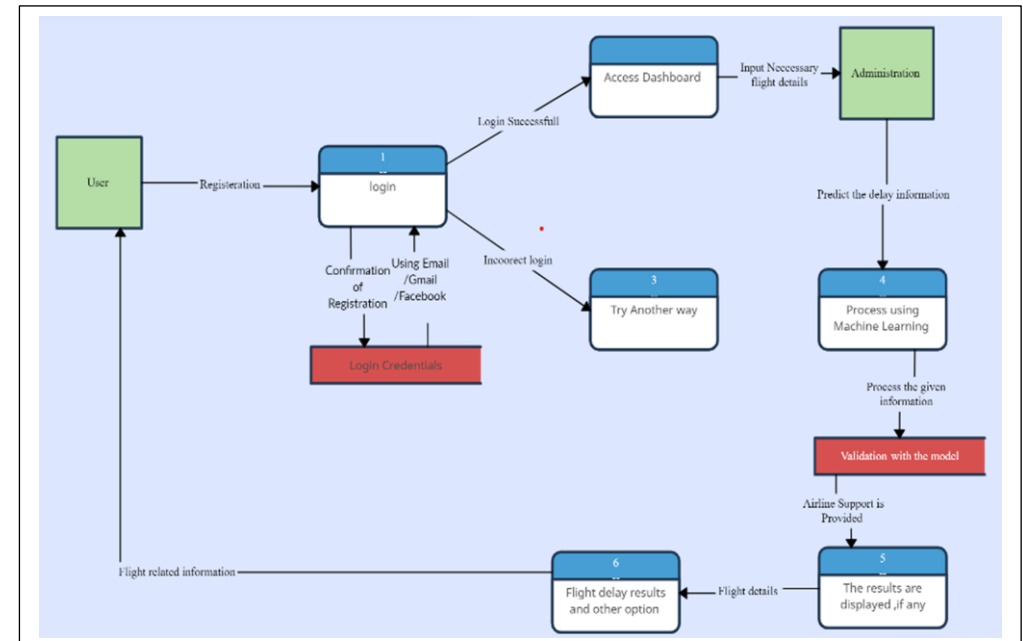 Access Dashboard
Input Neccessary
flight details
Administration
Login Successfull
1
--
login
User
Registeration
Predict the delay information
Confirmation
of
Registration
Using Email
/Gmail
/Facebook
Incoorect login
3
--
Try Another way
4
--
Process using
Machine Learning
Login Credentials
Process the given
information
Validation with the model
Airline Support is
Provided
5
--
The results are
displayed ,if any
Flight details
6
--
Flight delay results
and other option
Flight related information